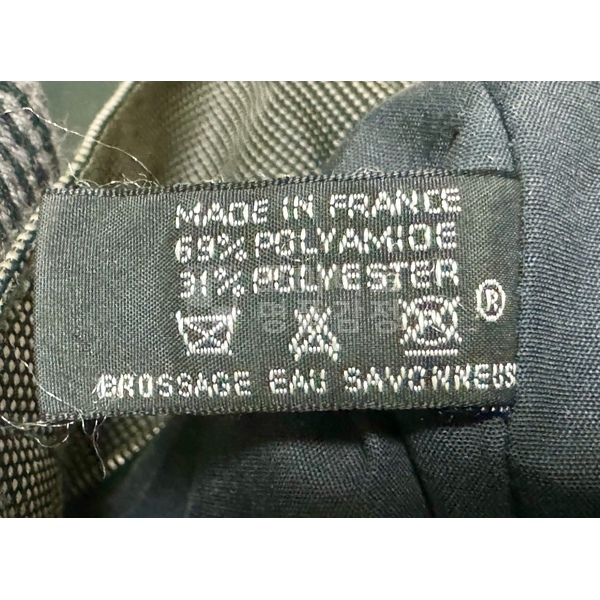 MADE IN FRANCE
69% POLYAMIDE
31% POLYESTER
®
BROSSAGE EAU SAVONNEUS